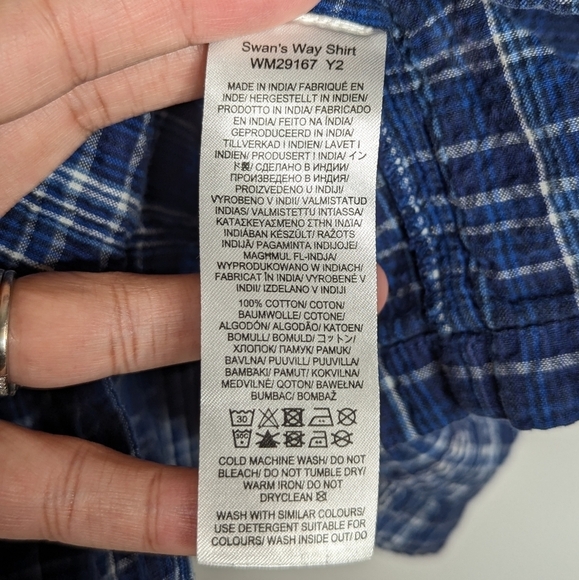 Swan's Way Shirt
WM29167 Y2
MADE IN INDIA/ FABRIQUÉ EN
INDE/ HERGESTELLT IN INDIEN/
PRODOTTO IN INDIA/ FABRICADO
EN INDIA/ FEITO NA ÍNDIA/
GEPRODUCEERD IN INDIA/
TILLVERKAD I INDIEN/ LAVET I
INDIEN/ PRODUSERT I INDIA/ イン
ド製/ СДЕЛАНО В ИНДИИ/
ПРОИЗВЕДЕНО В ИНДИЯ/
PROIZVEDENO U INDIJI/
VYROBENO V INDII/ VALMISTATUD
INDIAS/ VALMISTETTU INTIASSA/
ΚΑΤΑΣΚΕΥΑΣΜΕΝΟ ΣΤΗΝ ΙΝΔΙΑ/
INDIÁBAN KÉSZÜLT/ RAŽOTS
INDIJĀ/ PAGAMINTA INDIJOJE/
MAGĦMUL FL-INDJA/
WYPRODUKOWANO W INDIACH/
FABRICAT ÎN INDIA/ VYROBENÉ V
INDII/ IZDELANO V INDIJI
100% COTTON/ COTON/
BAUMWOLLE/ COTONE/
ALGODÓN/ ALGODÃO/ KATOEN/
BOMULL/ BOMULD/ コットン/
ХЛОПОК/ ПАМУК/ PAMUK/
BAVLNA/ PUUVILL/ PUUVILLA/
ΒΑΜΒΑΚΙ/ PAMUT/ KOKVILNA/
MEDVILNĖ/ QOTON/ BAWEŁNA/
BUMBAC/ BOMBAŽ
30
COLD MACHINE WASH/ DO NOT
BLEACH/ DO NOT TUMBLE DRY/
WARM IRON/ DO NOT
DRYCLEAN
WASH WITH SIMILAR COLOURS/
USE DETERGENT SUITABLE FOR
COLOURS/ WASH INSIDE OUT/ DO